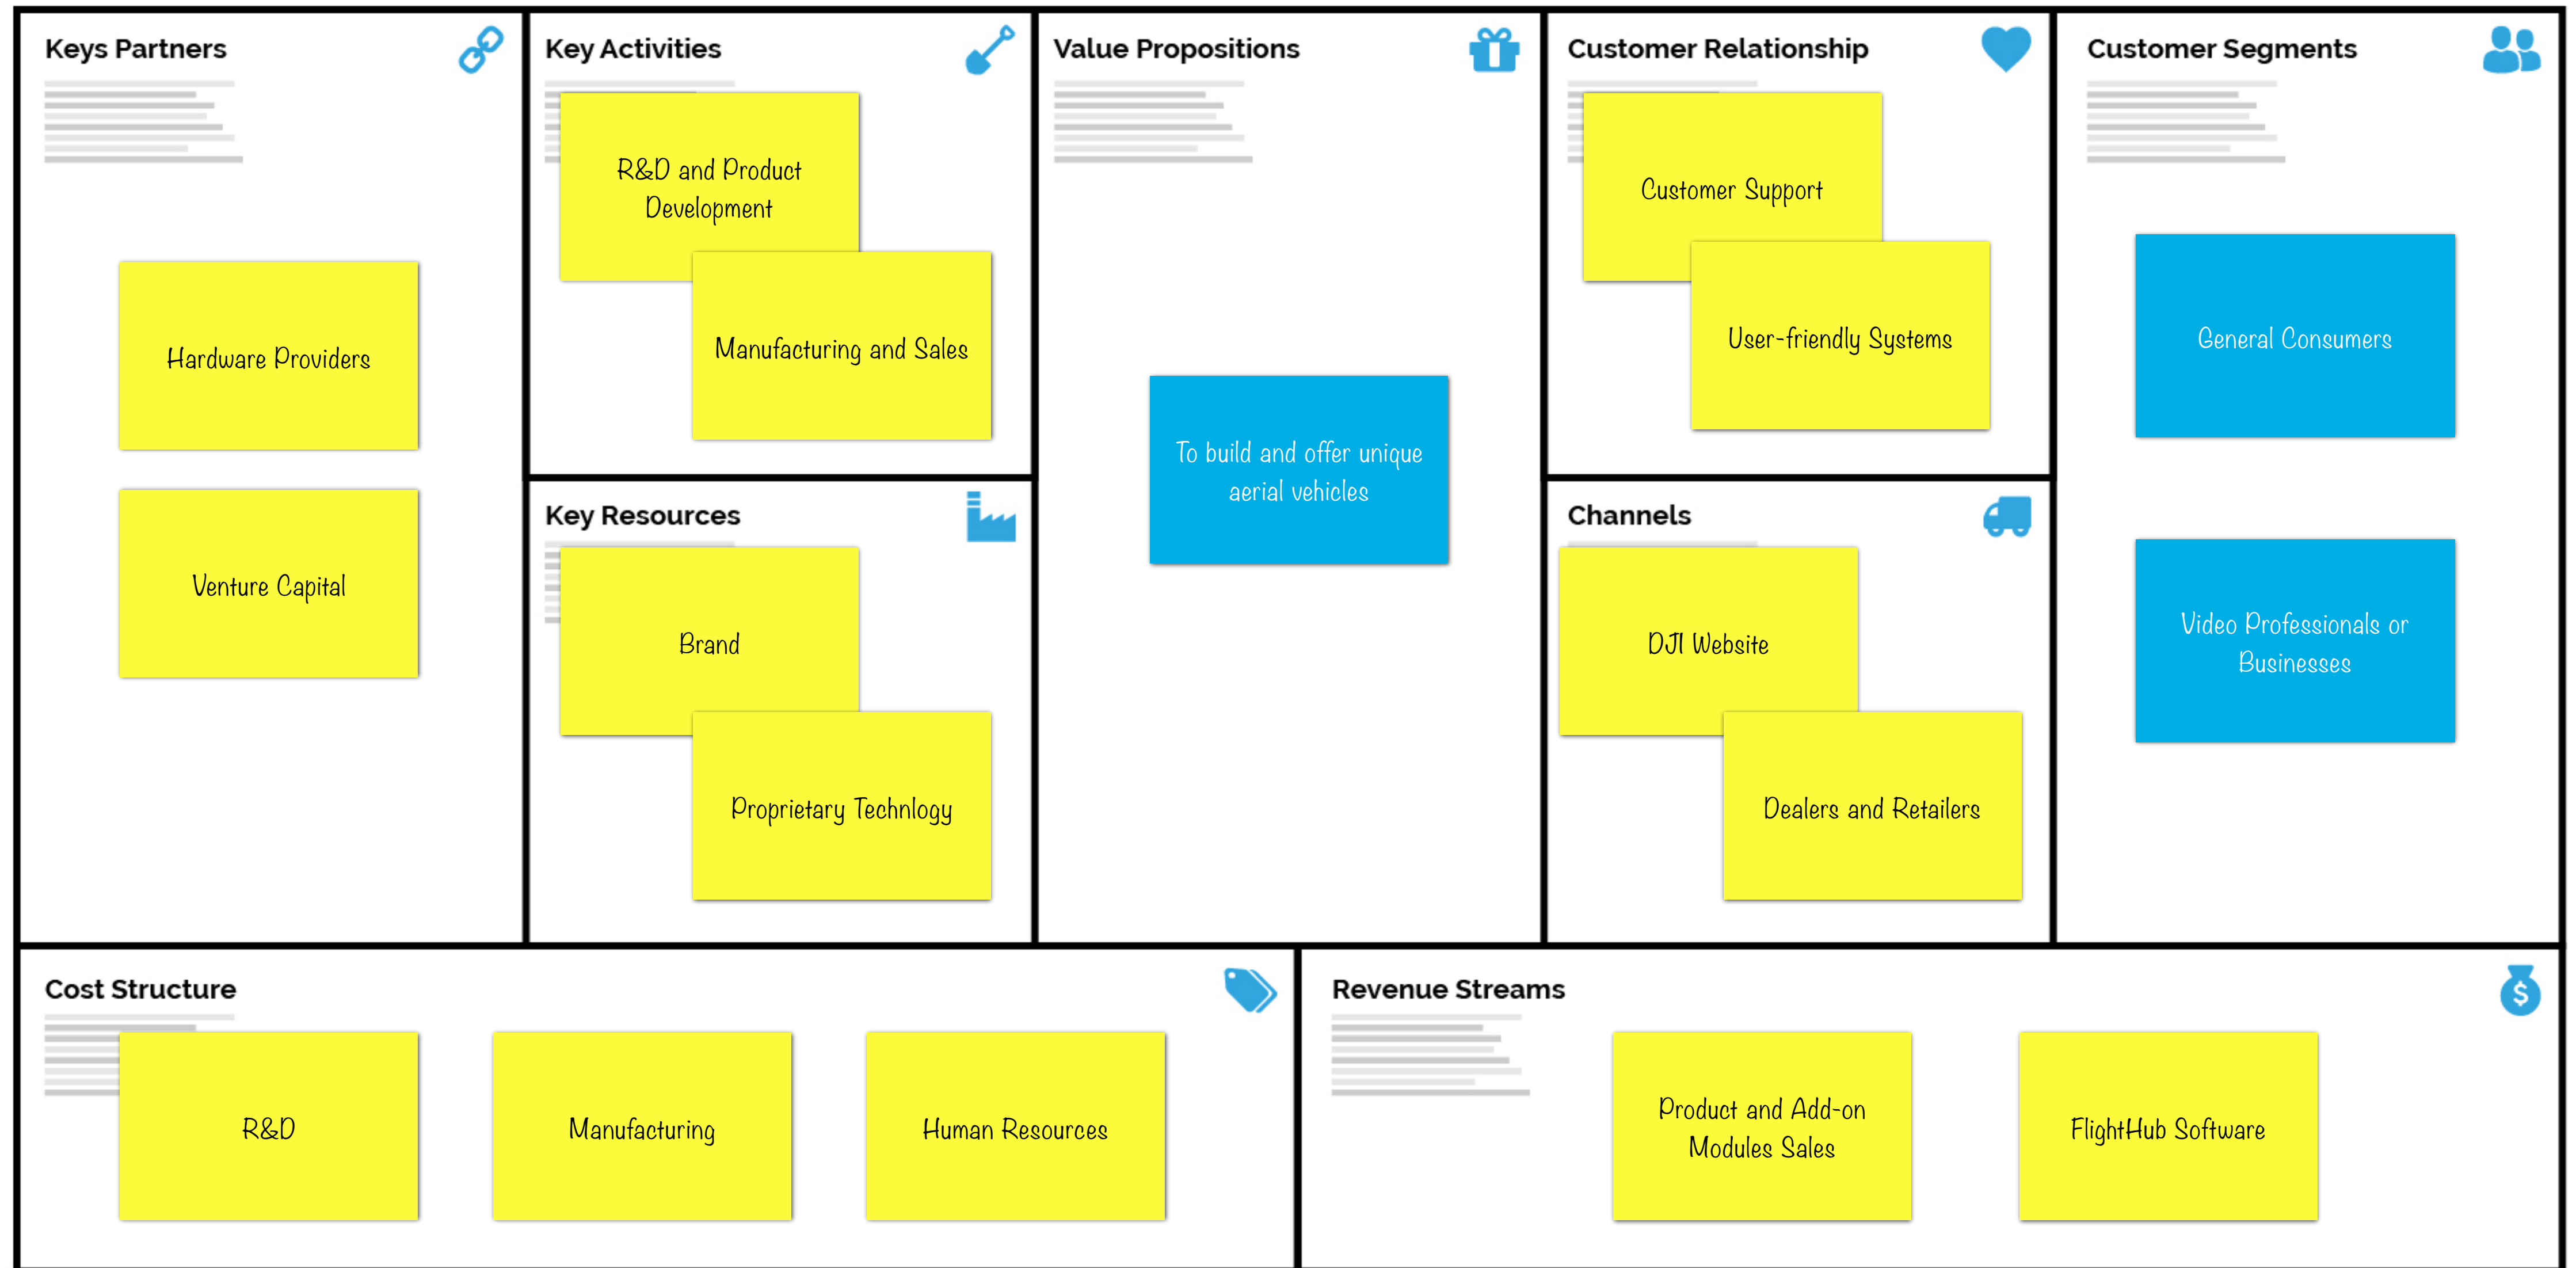 Keys Partners
Hardware Providers
Venture Capital
Key Activities
R&D and Product
Development
Manufacturing and Sales
Key Resources
Brand
Proprietary Technlogy
Value Propositions
To build and offer unique
aerial vehicles
Customer Relationship
Customer Support
User-friendly Systems
Channels
DJI Website
Dealers and Retailers
Customer Segments
General Consumers
Video Professionals or
Businesses
Cost Structure
R&D
Manufacturing
Human Resources
Revenue Streams
$
Product and Add-on
Modules Sales
FlightHub Software